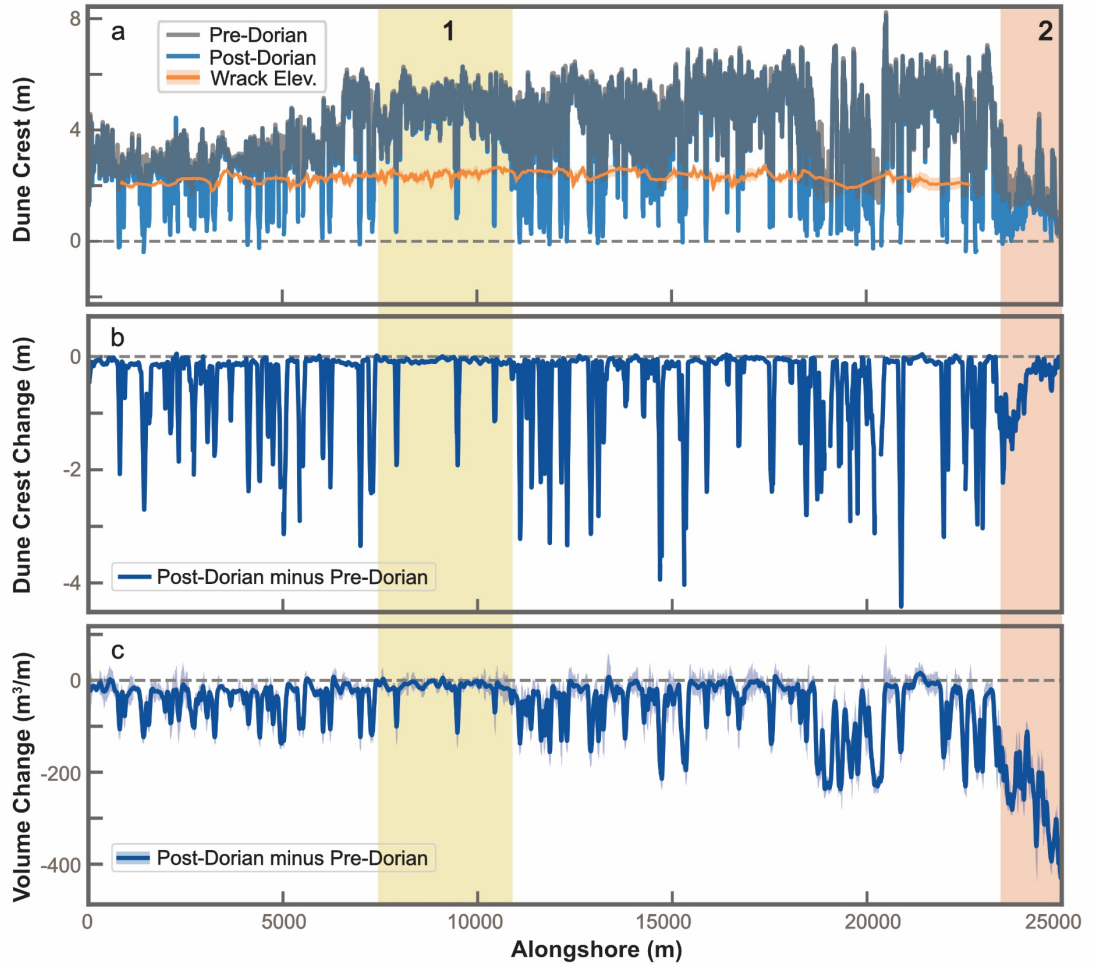 a
1
2
Pre-Dorian
Post-Dorian
Wrack Elev.
8
4
0
Dune Crest (m)
b
0
-2
-4
Dune Crest Change (m)
Post-Dorian minus Pre-Dorian
c
0
-200
-400
Volume Change (m³/m)
Post-Dorian minus Pre-Dorian
0 5000 10000 15000 20000 25000
Alongshore (m)